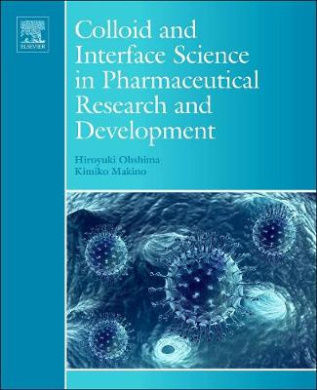 ELSEVIER
Colloid and
Interface Science
in Pharmaceutical
Research and
Development
Hiroyuki Ohshima
Kimiko Makino